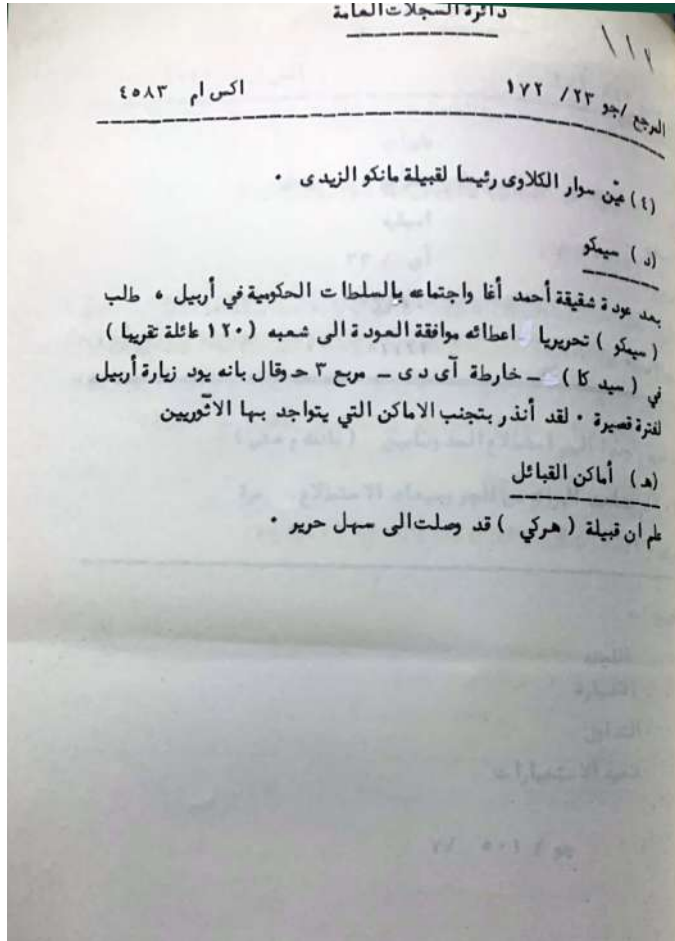 دائرة السجلات العامة
١١٢
المرجع /جو ٢٣/ ١٧٢ اكس ام ٤٥٨٣
(٤) عيّن سوار الكلاوى رئيسا لقبيلة مانكو الزيدى ٠
(د) سيمكو
بعد عودة شقيقة أحمد أغا واجتماعه بالسلطات الحكومية في أربيل ٠ طلب
(سيمكو) تحريريا اعطائه موافقة العودة الى شعبه (١٢٠ عائلة تقريبا)
في (سيد كا) ـ خارطة آى دى ـ مربع ٣ حـ وقال بانه يود زيارة أربيل
لفترة قصيرة ٠ لقد أنذر بتجنب الاماكن التي يتواجد بها الاثّوريين
(هـ) أماكن القبائل
علم ان قبيلة (هركي) قد وصلت الى سهل حرير ٠